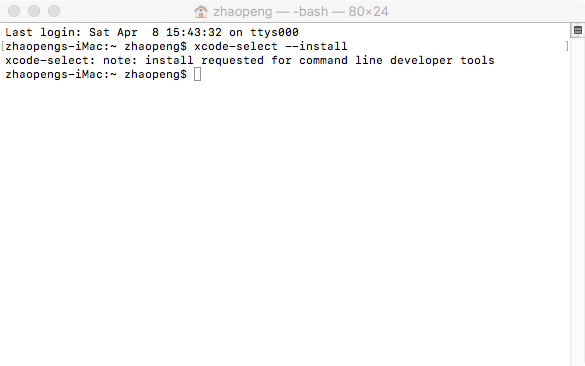 zhaopeng — -bash — 80×24
Last login: Sat Apr  8 15:43:32 on ttys000
[zhaopengs-iMac:~ zhaopeng$ xcode-select --install ]
xcode-select: note: install requested for command line developer tools
zhaopengs-iMac:~ zhaopeng$